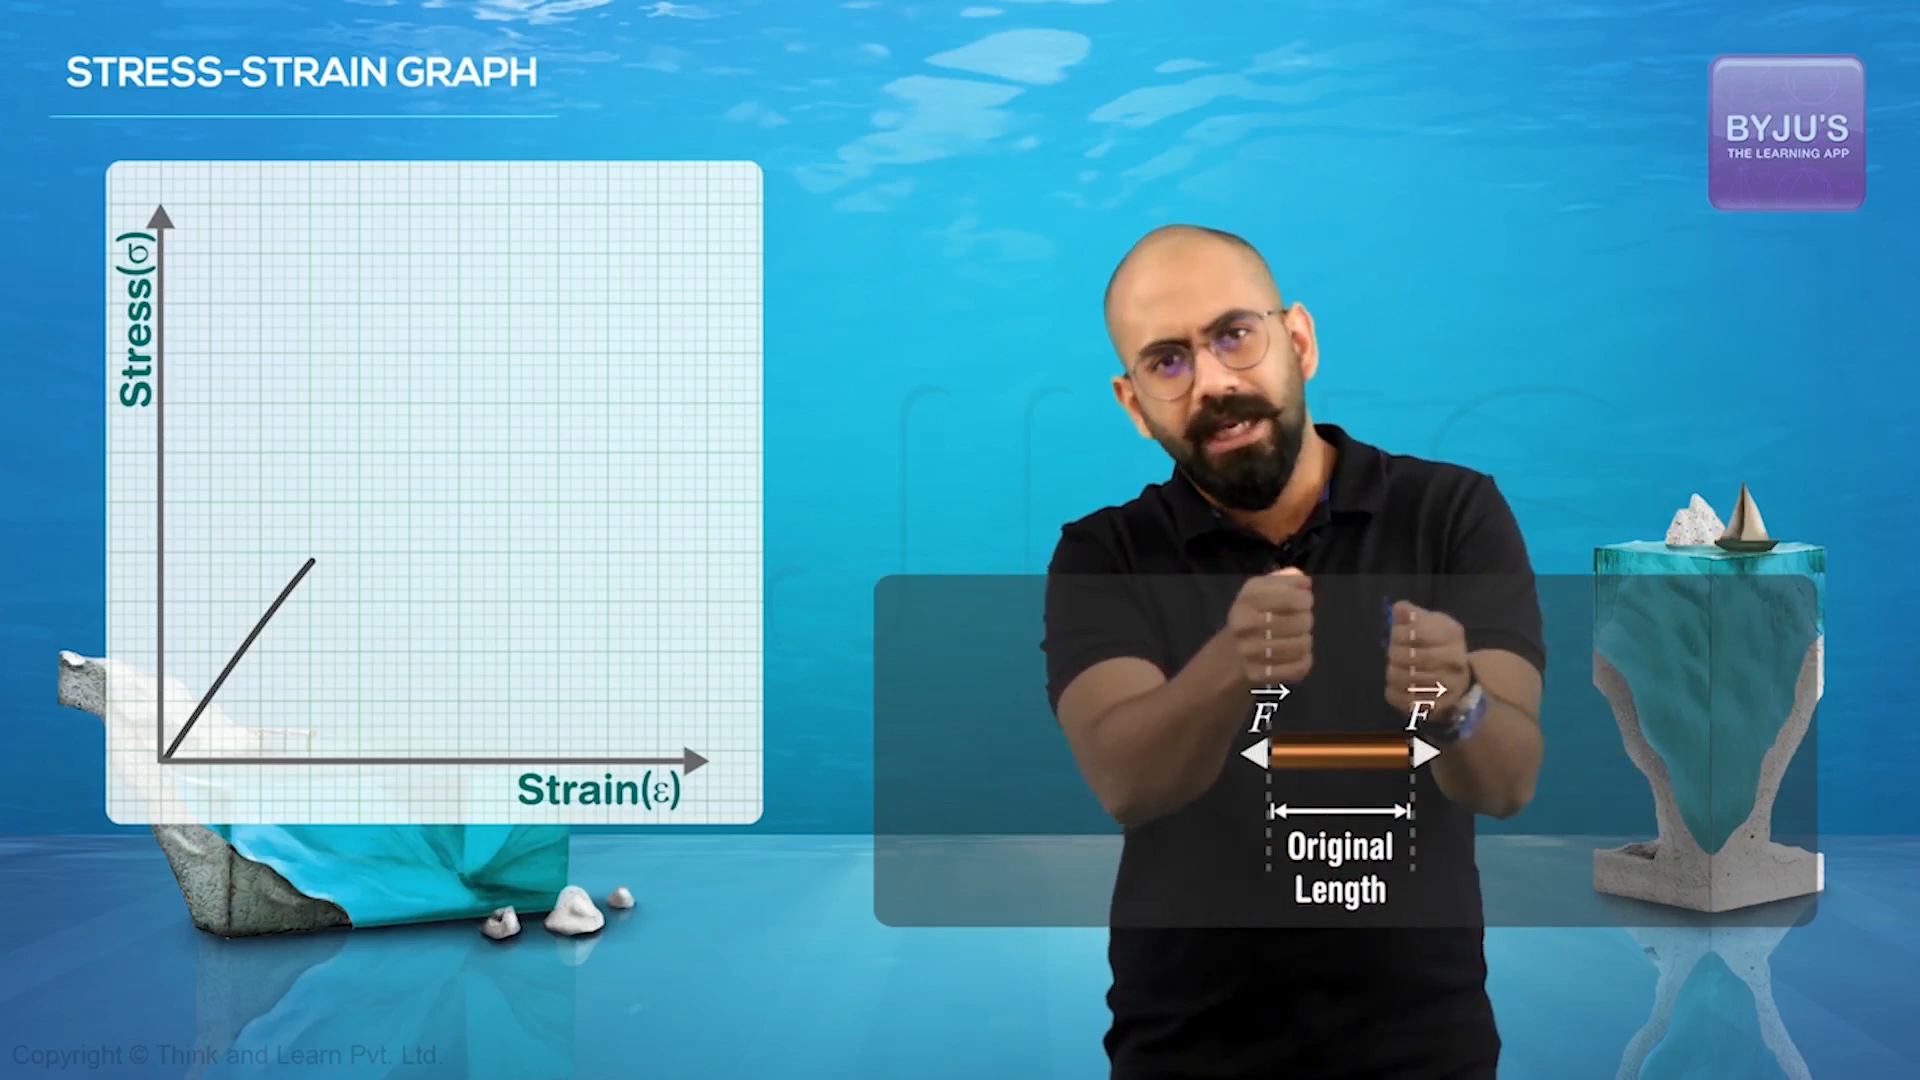 STRESS-STRAIN GRAPH
BYJU'S
THE LEARNING APP
Stress(σ)
Strain(ε)
F
F
Original
Length
Copyright © Think and Learn Pvt. Ltd.